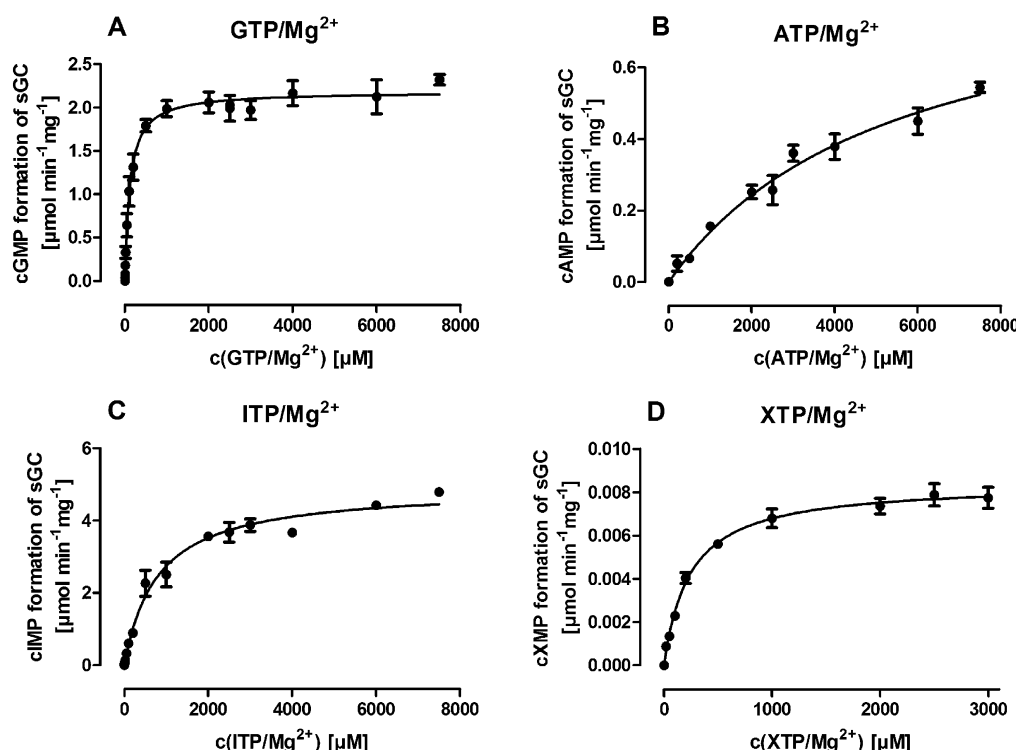 A
GTP/Mg²⁺
cGMP formation of sGC
[µmol min⁻¹mg⁻¹]
2.5
2.0
1.5
1.0
0.5
0.0
0
2000
4000
6000
8000
c(GTP/Mg²⁺) [µM]
B
ATP/Mg²⁺
cAMP formation of sGC
[µmol min⁻¹mg⁻¹]
0.6
0.4
0.2
0.0
0
2000
4000
6000
8000
c(ATP/Mg²⁺) [µM]
C
ITP/Mg²⁺
cIMP formation of sGC
[µmol min⁻¹mg⁻¹]
6
4
2
0
0
2000
4000
6000
8000
c(ITP/Mg²⁺) [µM]
D
XTP/Mg²⁺
cXMP formation of sGC
[µmol min⁻¹mg⁻¹]
0.010
0.008
0.006
0.004
0.002
0.000
0
1000
2000
3000
c(XTP/Mg²⁺) [µM]